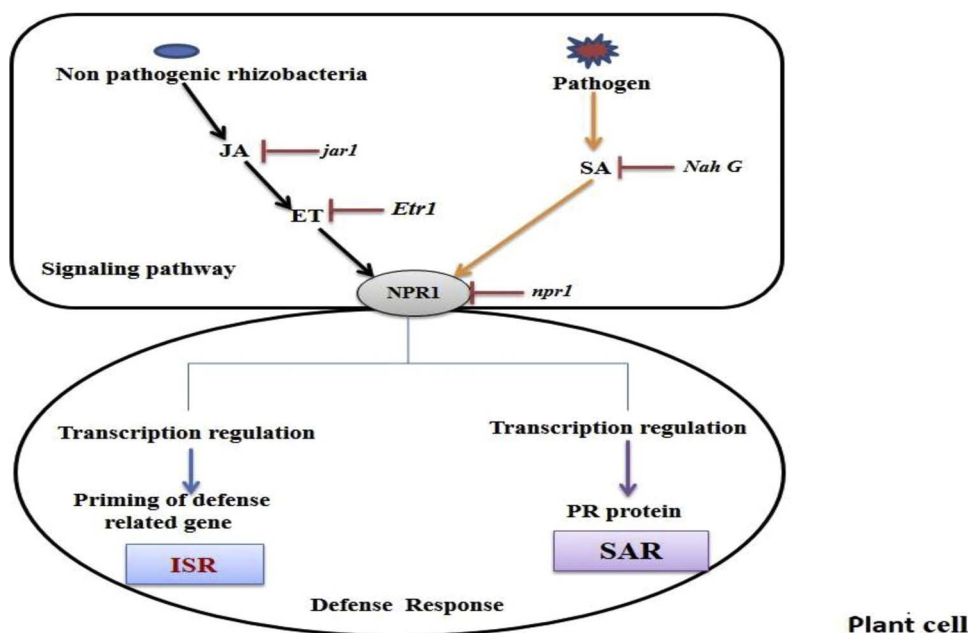 Non pathogenic rhizobacteria
Pathogen
JA
jar1
SA
Nah G
ET
Etr1
Signaling pathway
NPR1
npr1
Transcription regulation
Transcription regulation
Priming of defense
related gene
PR protein
ISR
SAR
Defense Response
Plant cell